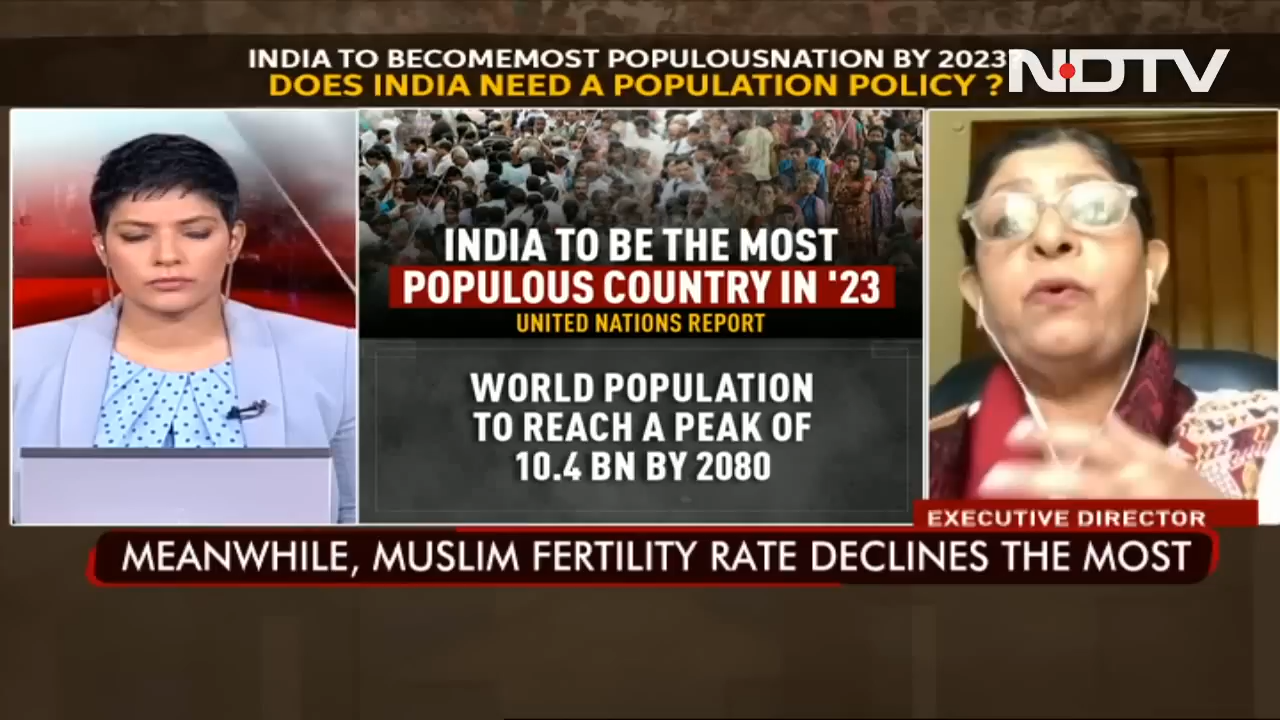 INDIA TO BECOMEMOST POPULOUSNATION BY 2023?
DOES INDIA NEED A POPULATION POLICY ?
NDTV
INDIA TO BE THE MOST
POPULOUS COUNTRY IN '23
UNITED NATIONS REPORT
WORLD POPULATION
TO REACH A PEAK OF
10.4 BN BY 2080
EXECUTIVE DIRECTOR
MEANWHILE, MUSLIM FERTILITY RATE DECLINES THE MOST